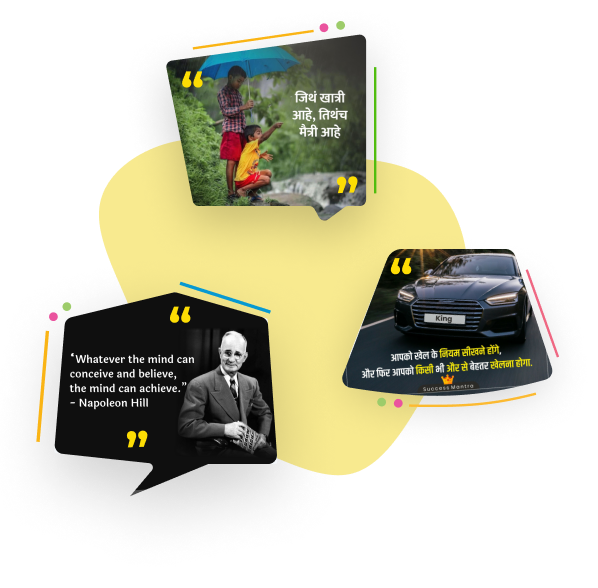 जिथं खात्री
आहे, तिथंच
मैत्री आहे
King
आपको खेल के नियम सीखने होंगे,
और फिर आपको किसी भी और से बेहतर खेलना होगा.
Success Mantra
‘Whatever the mind can
conceive and believe,
the mind can achieve.”
– Napoleon Hill